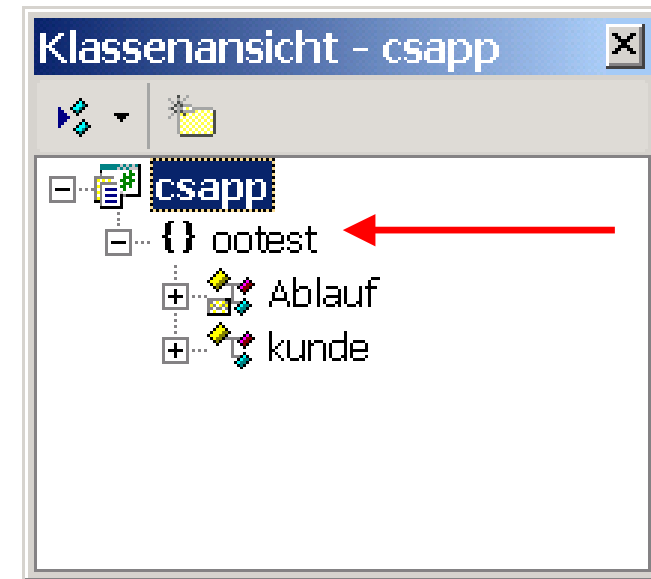 Klassenansicht - csapp
csapp
{} ootest
Ablauf
kunde